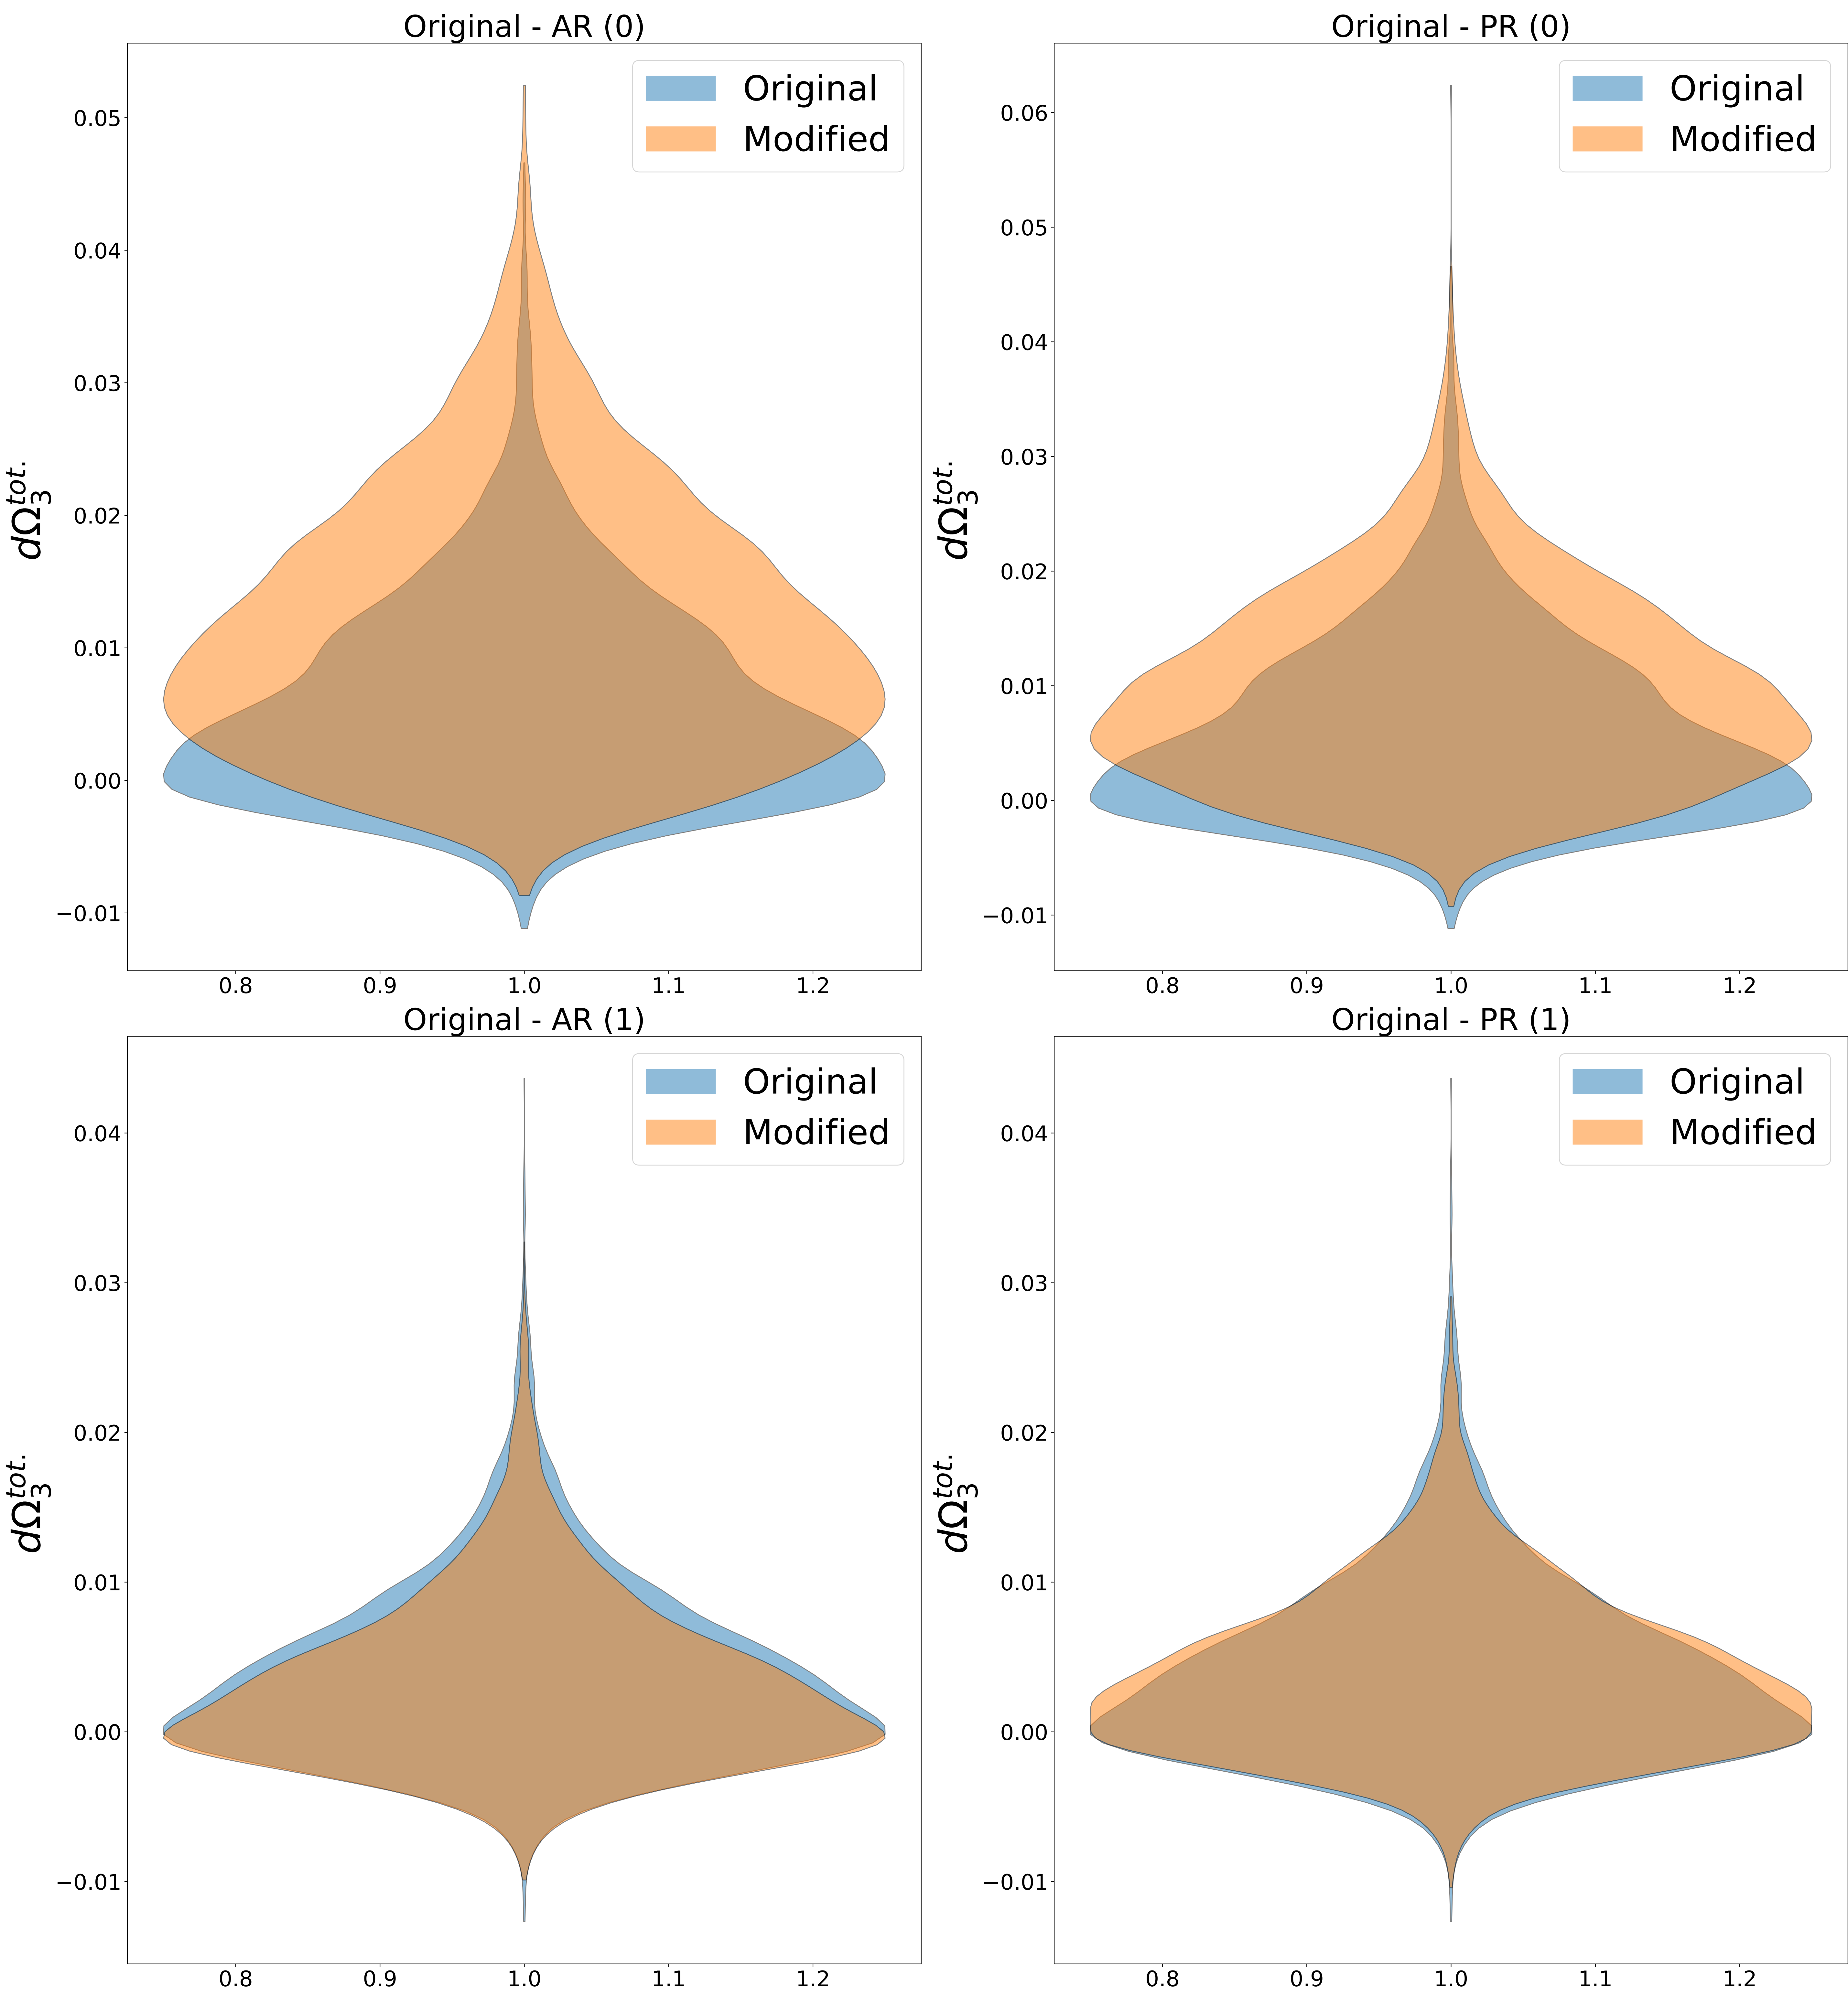 Original - AR (0)
Original
Modified
0.05
0.04
0.03
0.02
0.01
0.00
−0.01
dΩ₃ᵗᵒᵗ·
0.8 0.9 1.0 1.1 1.2
Original - PR (0)
Original
Modified
0.06
0.05
0.04
0.03
0.02
0.01
0.00
−0.01
dΩ₃ᵗᵒᵗ·
0.8 0.9 1.0 1.1 1.2
Original - AR (1)
Original
Modified
0.04
0.03
0.02
0.01
0.00
−0.01
dΩ₃ᵗᵒᵗ·
0.8 0.9 1.0 1.1 1.2
Original - PR (1)
Original
Modified
0.04
0.03
0.02
0.01
0.00
−0.01
dΩ₃ᵗᵒᵗ·
0.8 0.9 1.0 1.1 1.2